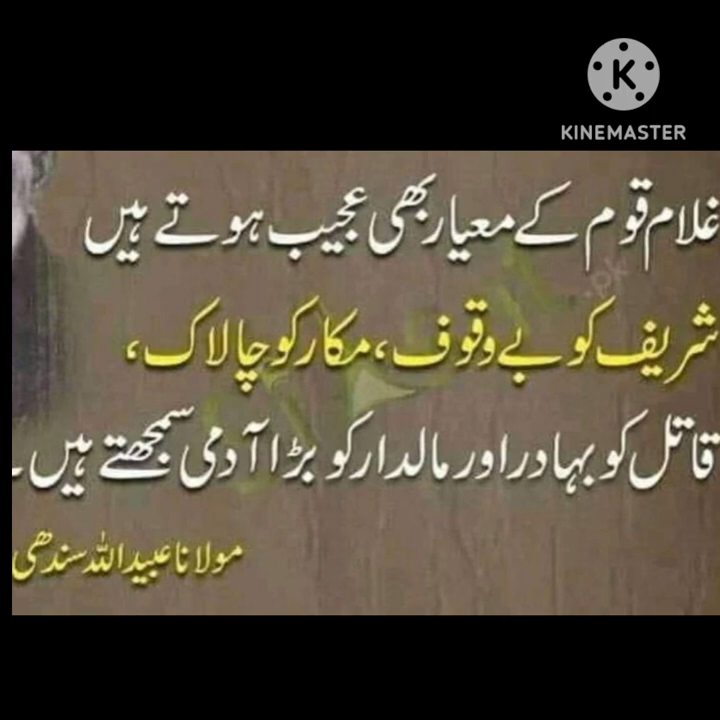 KINEMASTER
غلام قوم کے معیار بھی عجیب ہوتے ہیں
شریف کو بے وقوف، مکار کو چالاک،
قاتل کو بہادر اور مالدار کو بڑا آدمی سمجھتے ہیں۔
مولانا عبیداللہ سندھی